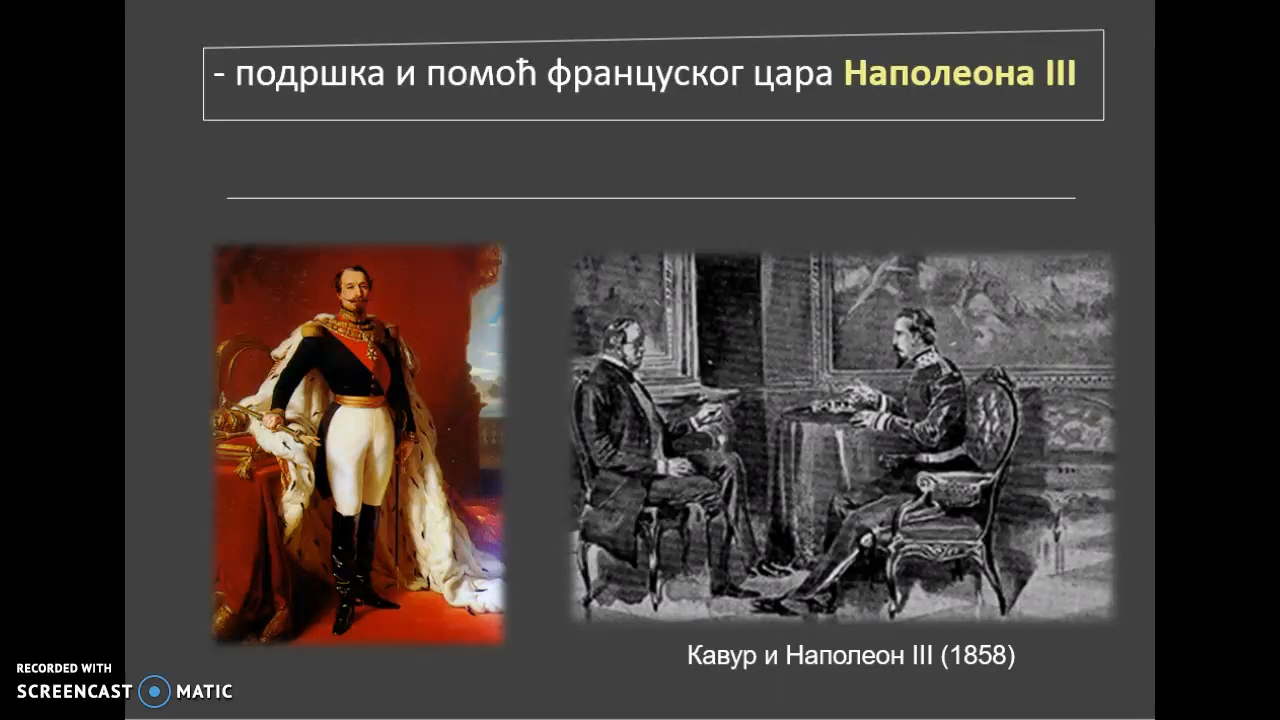 - подршка и помоћ француског цара Наполеона III
Кавур и Наполеон III (1858)
RECORDED WITH
SCREENCAST MATIC